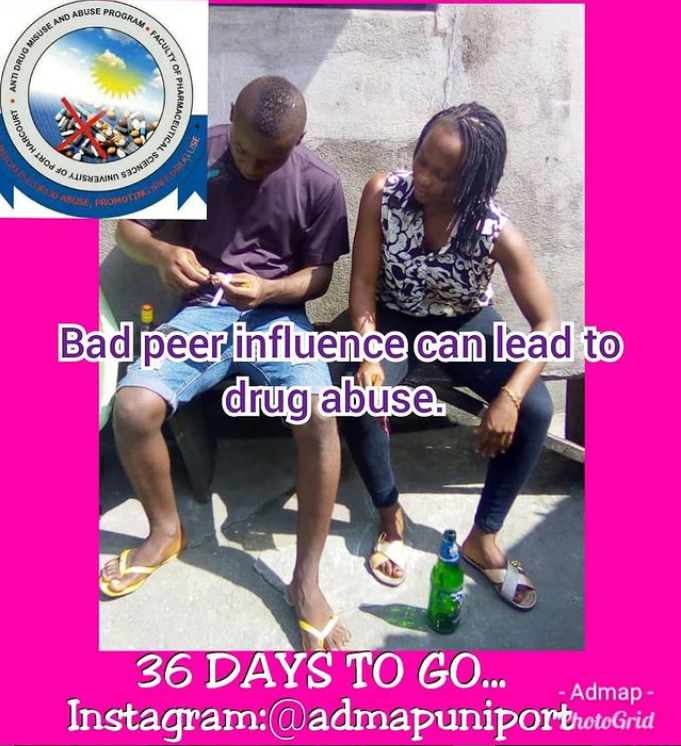 ANTI DRUG MISUSE AND ABUSE PROGRAM • FACULTY OF PHARMACEUTICAL SCIENCES UNIVERSITY OF PORT HARCOURT •
DRUG ABUSE, PROMOTING SAFE DRUG USE
Bad peer influence can lead to
drug abuse.
36 DAYS TO GO...
- Admap -
Instagram:@admapuniport
PhotoGrid